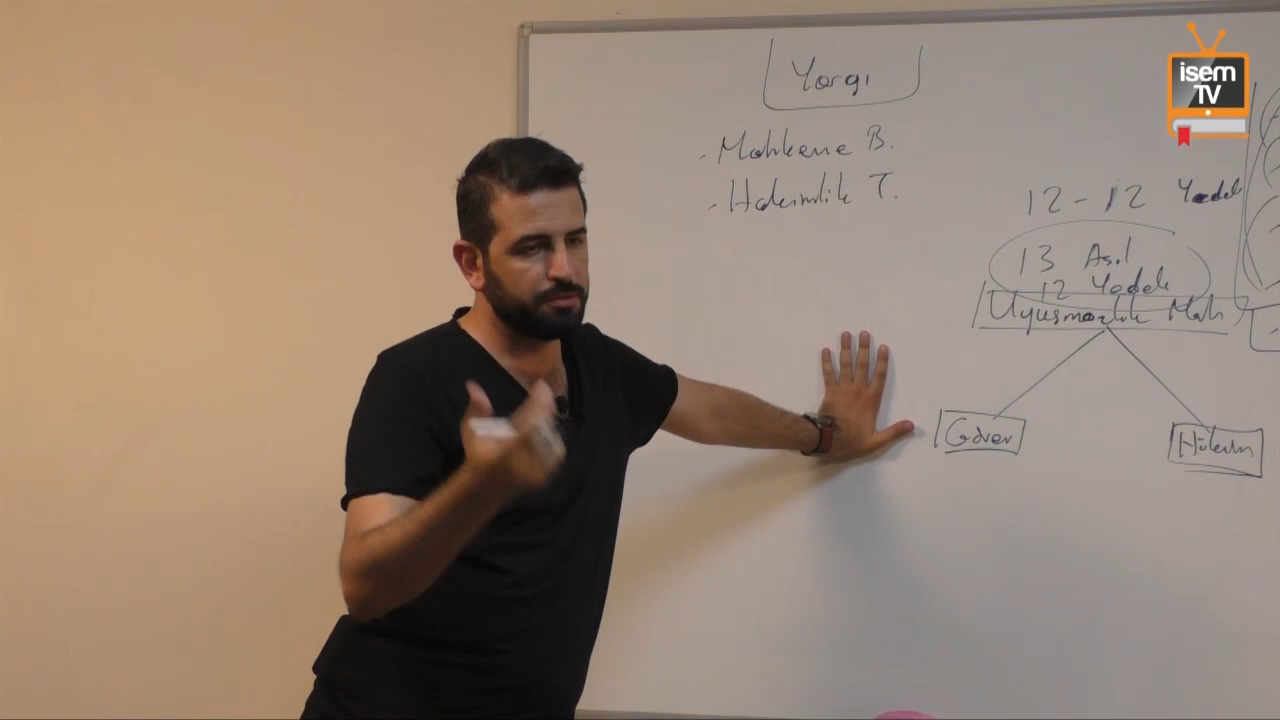 Yargı
- Mahkeme B.
- Hakimlik T.
12-12 Yedek
13 Asıl
12 Yedek
Uyuşmazlık Mah
Görev
Hüküm
isem
TV